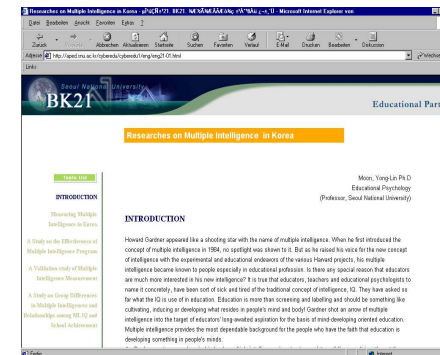 Researches on Multiple Intelligence in Korea - Microsoft Internet Explorer von
Datei Bearbeiten Ansicht Favoriten Extras ?
Zurück Abbrechen Aktualisieren Startseite Suchen Favoriten Verlauf E-Mail Drucken Bearbeiten Diskussion
Adresse http://aped.snu.ac.kr/cyberedu/cyberedu1/eng/eng21-01.html
Links
Seoul National University
BK21
Educational Part
Researches on Multiple Intelligence in Korea
Moon, Yong-Lin Ph.D
Educational Psychology
(Professor, Seoul National University)
INTRODUCTION
Measuring Multiple
Intelligences in Korea
A Study on the Effectiveness of
Multiple Intelligence Program
A Validation study of Multiple
Intelligence Measurement
A Study on Group Differences
in Multiple Intelligence and
Relationships among MI, IQ and
School Achievement
INTRODUCTION
Howard Gardner appeared like a shooting star with the name of multiple intelligence. When he first introduced the
concept of multiple intelligence in 1984, no spotlight was shown to it. But as he raised his voice for the new concept
of intelligence with the experimental and educational endeavors of the various Harvard projects, his multiple
intelligence became known to people especially in educational profession. Is there any special reason that educators
are much more interested in his new intelligence? It is true that educators, teachers and educational psychologists to
name it concretely, have been sort of sick and tired of the traditional concept of intelligence, IQ. They have asked so
far what the IQ is use of in education. Education is more than screening and labelling and should be something like
cultivating, inducing or developing what resides in people's mind and body! Gardner shot an arrow of multiple
intelligence into the target of educators' long-awaited aspiration for the basis of mind-developing oriented education.
Multiple intelligence provides the most dependable background for the people who have the faith that education is
developing something in people's minds.
Fertig
Internet